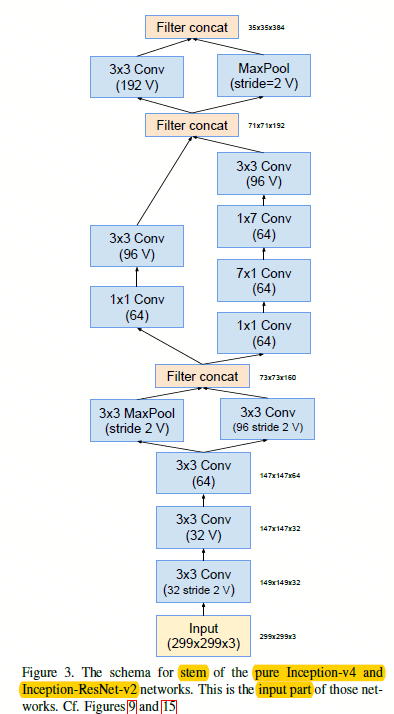 Filter concat
35x35x384
3x3 Conv
(192 V)
MaxPool
(stride=2 V)
Filter concat
71x71x192
3x3 Conv
(96 V)
1x7 Conv
(64)
3x3 Conv
(96 V)
7x1 Conv
(64)
1x1 Conv
(64)
1x1 Conv
(64)
Filter concat
73x73x160
3x3 MaxPool
(stride 2 V)
3x3 Conv
(96 stride 2 V)
3x3 Conv
(64)
147x147x64
3x3 Conv
(32 V)
147x147x32
3x3 Conv
(32 stride 2 V)
149x149x32
Input
(299x299x3)
299x299x3
Figure 3. The schema for stem of the pure Inception-v4 and
Inception-ResNet-v2 networks. This is the input part of those net-
works. Cf. Figures 9 and 15